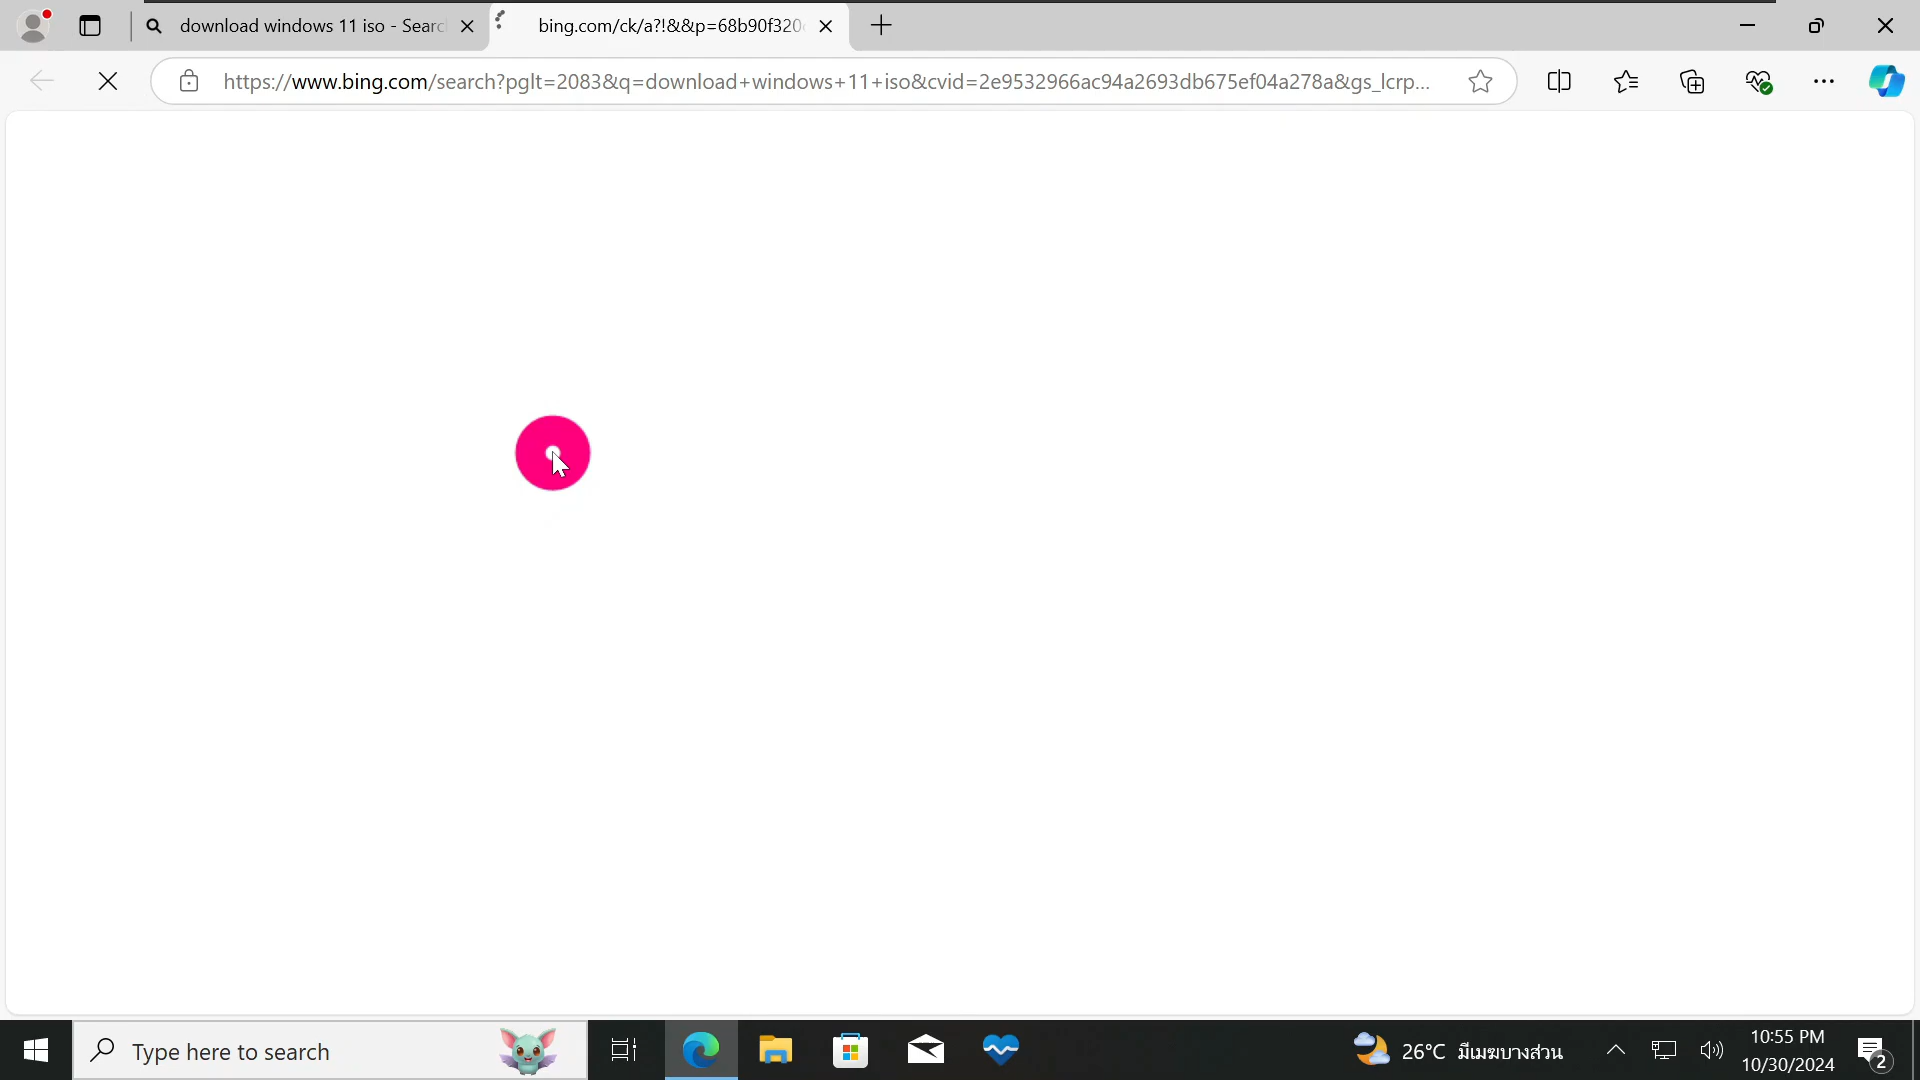 download windows 11 iso - Searc
bing.com/ck/a?!&&p=68b90f320
https://www.bing.com/search?pglt=2083&q=download+windows+11+iso&cvid=2e9532966ac94a2693db675ef04a278a&gs_lcrp...
Type here to search
26°C มีเมฆบางส่วน
10:55 PM
10/30/2024
2